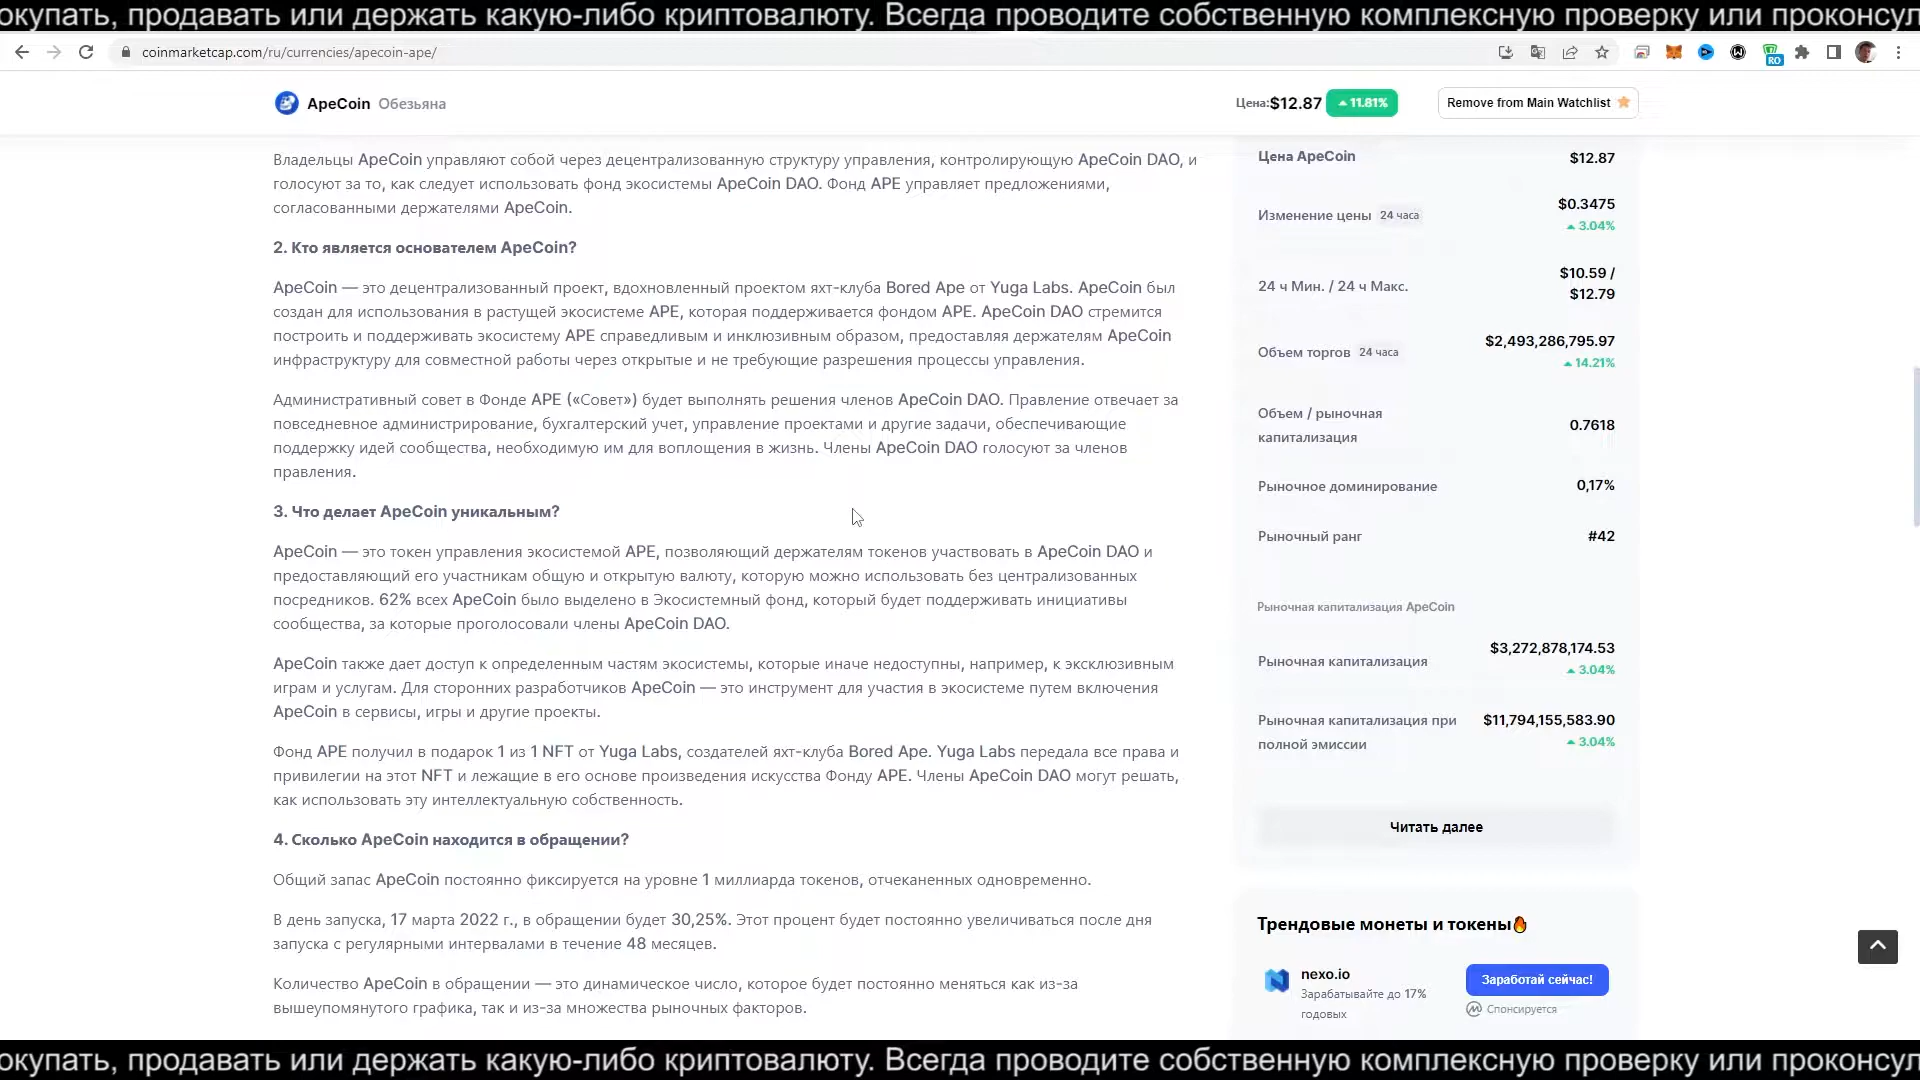 окупать, продавать или держать какую-либо криптовалюту. Всегда проводите собственную комплексную проверку или проконсул
coinmarketcap.com/ru/currencies/apecoin-ape/
RO
ApeCoin Обезьяна
Цена:$12.87 11.81%
Remove from Main Watchlist
Владельцы ApeCoin управляют собой через децентрализованную структуру управления, контролирующую ApeCoin DAO, и
голосуют за то, как следует использовать фонд экосистемы ApeCoin DAO. Фонд APE управляет предложениями,
согласованными держателями ApeCoin.
2. Кто является основателем ApeCoin?
ApeCoin — это децентрализованный проект, вдохновленный проектом яхт-клуба Bored Ape от Yuga Labs. ApeCoin был
создан для использования в растущей экосистеме APE, которая поддерживается фондом APE. ApeCoin DAO стремится
построить и поддерживать экосистему APE справедливым и инклюзивным образом, предоставляя держателям ApeCoin
инфраструктуру для совместной работы через открытые и не требующие разрешения процессы управления.
Административный совет в Фонде APE («Совет») будет выполнять решения членов ApeCoin DAO. Правление отвечает за
повседневное администрирование, бухгалтерский учет, управление проектами и другие задачи, обеспечивающие
поддержку идей сообщества, необходимую им для воплощения в жизнь. Члены ApeCoin DAO голосуют за членов
правления.
3. Что делает ApeCoin уникальным?
ApeCoin — это токен управления экосистемой APE, позволяющий держателям токенов участвовать в ApeCoin DAO и
предоставляющий его участникам общую и открытую валюту, которую можно использовать без централизованных
посредников. 62% всех ApeCoin было выделено в Экосистемный фонд, который будет поддерживать инициативы
сообщества, за которые проголосовали члены ApeCoin DAO.
ApeCoin также дает доступ к определенным частям экосистемы, которые иначе недоступны, например, к эксклюзивным
играм и услугам. Для сторонних разработчиков ApeCoin — это инструмент для участия в экосистеме путем включения
ApeCoin в сервисы, игры и другие проекты.
Фонд APE получил в подарок 1 из 1 NFT от Yuga Labs, создателей яхт-клуба Bored Ape. Yuga Labs передала все права и
привилегии на этот NFT и лежащие в его основе произведения искусства Фонду APE. Члены ApeCoin DAO могут решать,
как использовать эту интеллектуальную собственность.
4. Сколько ApeCoin находится в обращении?
Общий запас ApeCoin постоянно фиксируется на уровне 1 миллиарда токенов, отчеканенных одновременно.
В день запуска, 17 марта 2022 г., в обращении будет 30,25%. Этот процент будет постоянно увеличиваться после дня
запуска с регулярными интервалами в течение 48 месяцев.
Количество ApeCoin в обращении — это динамическое число, которое будет постоянно меняться как из-за
вышеупомянутого графика, так и из-за множества рыночных факторов.
Цена ApeCoin $12.87
Изменение цены 24 часа $0.3475
3.04%
24 ч Мин. / 24 ч Макс. $10.59 /
$12.79
Объем торгов 24 часа $2,493,286,795.97
14.21%
Объем / рыночная
капитализация 0.7618
Рыночное доминирование 0,17%
Рыночный ранг #42
Рыночная капитализация ApeCoin
Рыночная капитализация $3,272,878,174.53
3.04%
Рыночная капитализация при
полной эмиссии $11,794,155,583.90
3.04%
Читать далее
Трендовые монеты и токены
nexo.io
Зарабатывайте до 17%
годовых
Заработай сейчас!
Спонсируется
окупать, продавать или держать какую-либо криптовалюту. Всегда проводите собственную комплексную проверку или проконсул